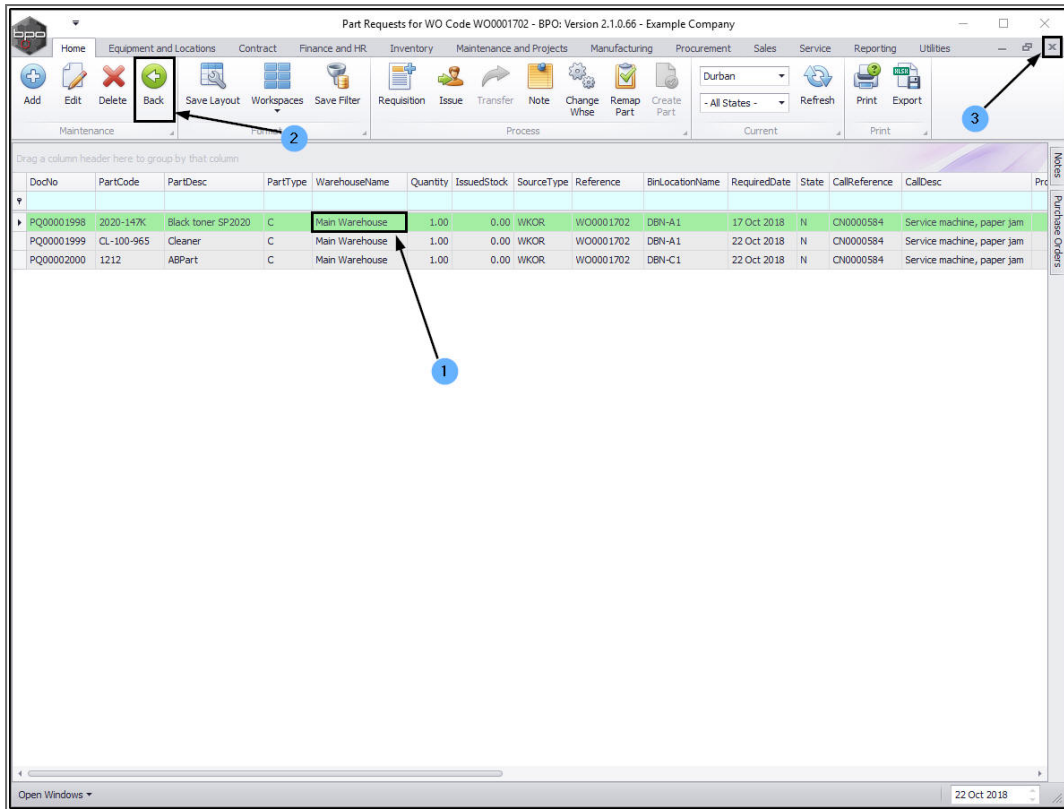 Part Requests for WO Code WO0001702 - BPO: Version 2.1.0.66 - Example Company
bpo
Home Equipment and Locations Contract Finance and HR Inventory Maintenance and Projects Manufacturing Procurement Sales Service Reporting Utilities
Add Edit Delete Back Save Layout Workspaces Save Filter Requisition Issue Transfer Note Change Whse Remap Part Create Part Durban - All States - Refresh Print Export
Maintenance Process Current Print
1
2
3
Drag a column header here to group by that column
DocNo PartCode PartDesc PartType WarehouseName Quantity IssuedStock SourceType Reference BinLocationName RequiredDate State CallReference CallDesc
PQ00001998 2020-147K Black toner SP2020 C Main Warehouse 1.00 0.00 WKOR WO0001702 DBN-A1 17 Oct 2018 N CN0000584 Service machine, paper jam
PQ00001999 CL-100-965 Cleaner C Main Warehouse 1.00 0.00 WKOR WO0001702 DBN-A1 22 Oct 2018 N CN0000584 Service machine, paper jam
PQ00002000 1212 ABPart C Main Warehouse 1.00 0.00 WKOR WO0001702 DBN-C1 22 Oct 2018 N CN0000584 Service machine, paper jam
Notes
Purchase Orders
Open Windows 22 Oct 2018